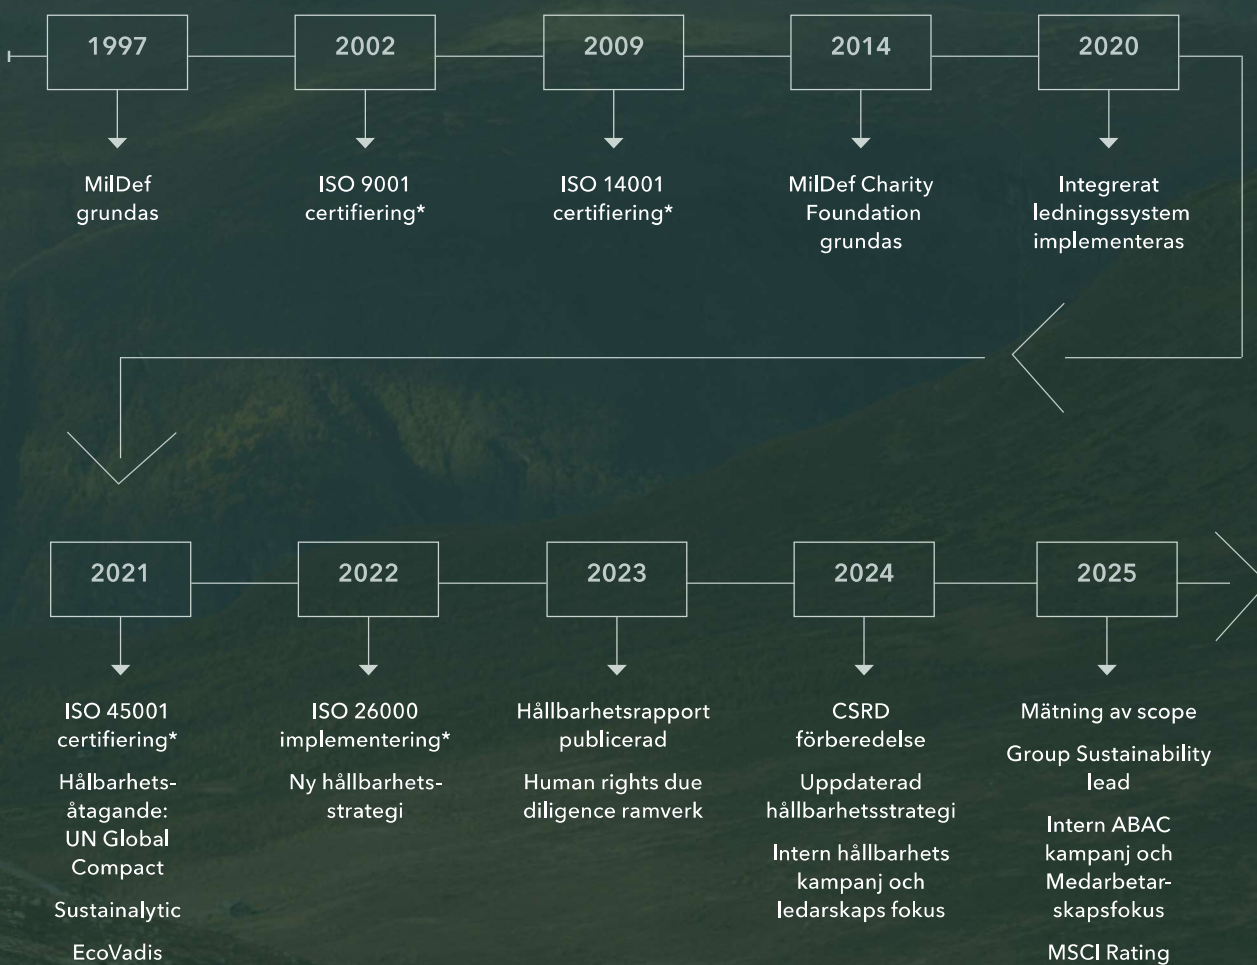 1997
2002
2009
2014
2020
MilDef
grundas
ISO 9001
certifiering*
ISO 14001
certifiering*
MilDef Charity
Foundation
grundas
Integrerat
ledningssystem
implementeras
2021
2022
2023
2024
2025
ISO 45001
certifiering*
Hålbarhets-
åtagande:
UN Global
Compact
Sustainalytic
EcoVadis
ISO 26000
implementering*
Ny hållbarhets-
strategi
Hållbarhetsrapport
publicerad
Human rights due
diligence ramverk
CSRD
förberedelse
Uppdaterad
hållbarhetsstrategi
Intern hållbarhets
kampanj och
ledarskaps fokus
Mätning av scope
Group Sustainability
lead
Intern ABAC
kampanj och
Medarbetar-
skapsfokus
MSCI Rating